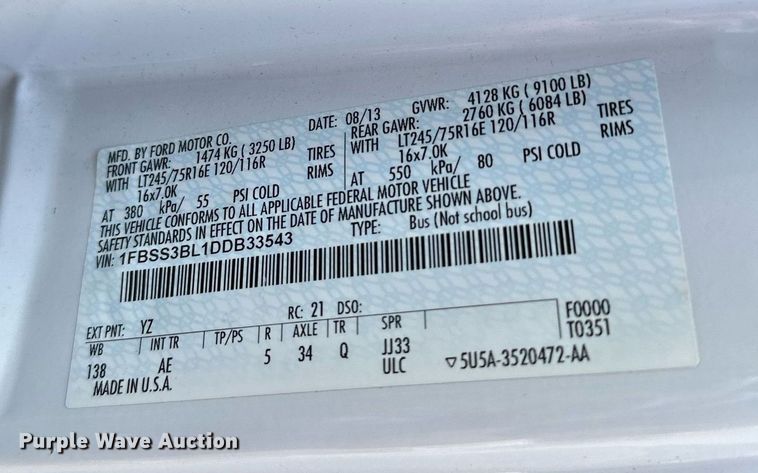 MFD. BY FORD MOTOR CO. DATE: 08/13 GVWR: 4128 KG ( 9100 LB)
FRONT GAWR: 1474 KG ( 3250 LB) REAR GAWR: 2760 KG ( 6084 LB)
WITH LT245/75R16E 120/116R TIRES WITH LT245/75R16E 120/116R TIRES
16x7.0K RIMS 16x7.0K RIMS
AT 380 kPa/ 55 PSI COLD AT 550 kPa/ 80 PSI COLD
THIS VEHICLE CONFORMS TO ALL APPLICABLE FEDERAL MOTOR VEHICLE
SAFETY STANDARDS IN EFFECT ON THE DATE OF MANUFACTURE SHOWN ABOVE.
VIN: 1FBSS3BL1DDB33543 TYPE: Bus (Not school bus)
EXT PNT: YZ RC: 21 DSO: F0000
WB INT TR TP/PS R AXLE TR SPR T0351
138 AE 5 34 Q JJ33
MADE IN U.S.A. ULC ▽5U5A-3520472-AA
Purple Wave Auction